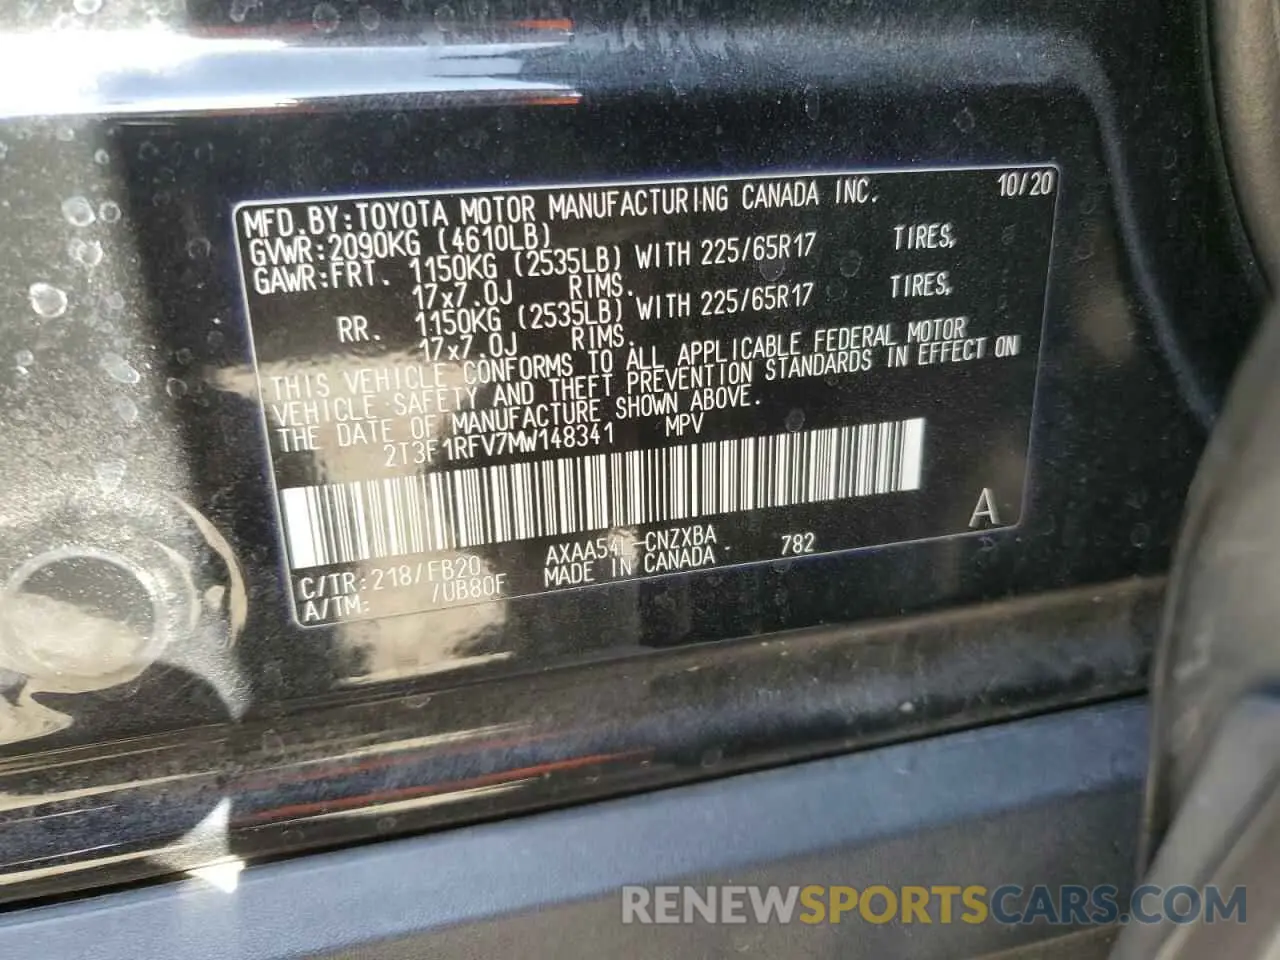 MFD.BY:TOYOTA MOTOR MANUFACTURING CANADA INC. 10/20
GVWR:2090KG (4610LB)
GAWR:FRT. 1150KG (2535LB) WITH 225/65R17 TIRES,
17x7.0J RIMS.
RR. 1150KG (2535LB) WITH 225/65R17 TIRES,
17x7.0J RIMS.
THIS VEHICLE CONFORMS TO ALL APPLICABLE FEDERAL MOTOR
VEHICLE SAFETY AND THEFT PREVENTION STANDARDS IN EFFECT ON
THE DATE OF MANUFACTURE SHOWN ABOVE.
2T3F1RFV7MW148341 MPV
A
C/TR:218/FB20 AXAA54L-CNZXBA 782
A/TM: /UB80F MADE IN CANADA
RENEWSPORTSCARS.COM